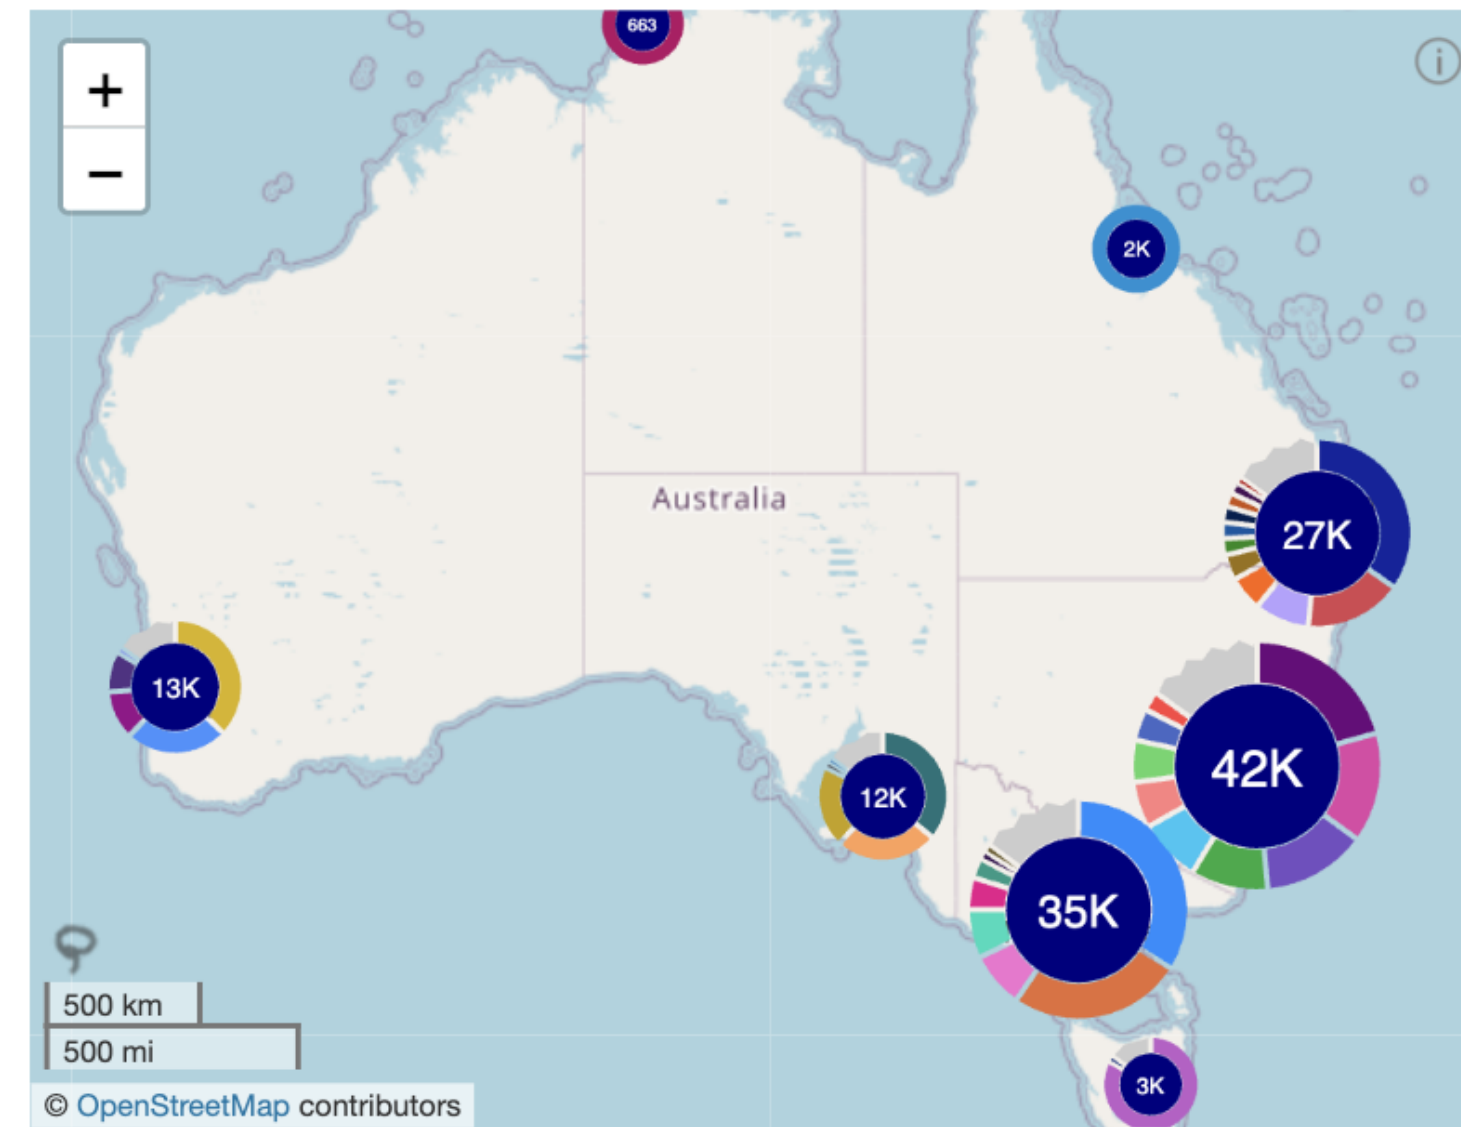 663
+
i
−
2K
Australia
27K
13K
42K
12K
35K
500 km
500 mi
3K
© OpenStreetMap contributors